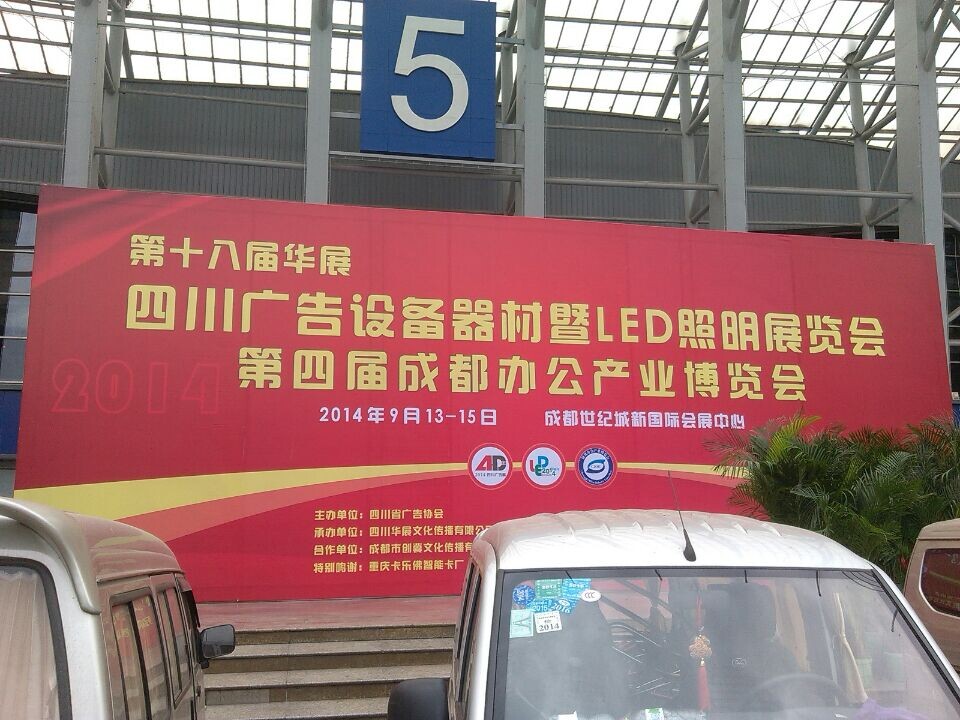 5
第十八届华展
四川广告设备器材暨LED照明展览会
2014
第四届成都办公产业博览会
2014年9月13-15日 成都世纪城新国际会展中心
AD
LED
主办单位：四川省广告协会
承办单位：四川华展文化传播有限公
合作单位：成都市创瓷文化传播有
特别鸣谢：重庆卡乐佛智能卡厂
CCC
2016
2014